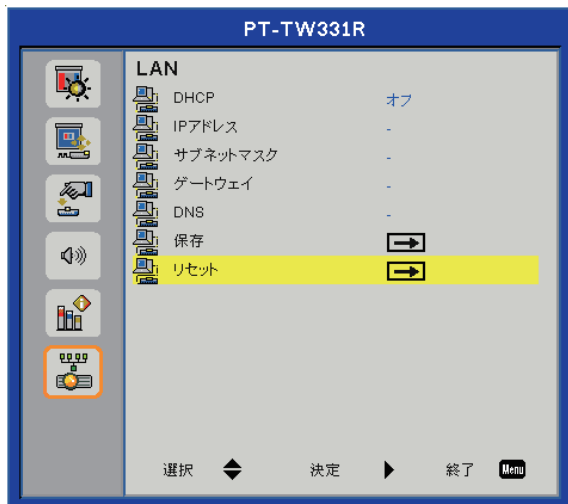 PT-TW331R
LAN
DHCP オフ
IPアドレス -
サブネットマスク -
ゲートウェイ -
DNS -
保存
リセット
選択 決定 終了 Menu